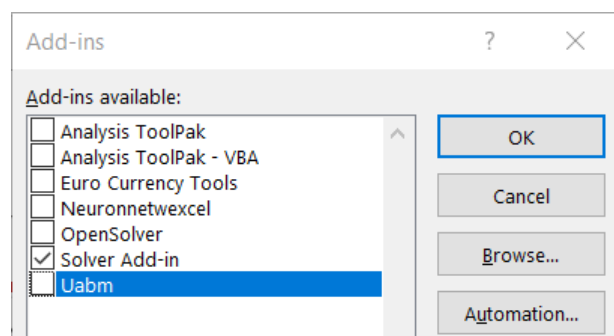 Add-ins ?
Add-ins available:
Analysis ToolPak
Analysis ToolPak - VBA
Euro Currency Tools
Neuronnetwexcel
OpenSolver
Solver Add-in
Uabm
OK
Cancel
Browse...
Automation...